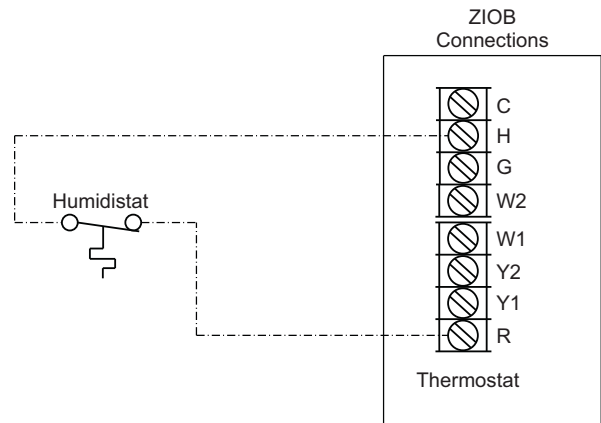 ZIOB
Connections
C
H
G
Humidistat
W2
W1
Y2
Y1
R
Thermostat